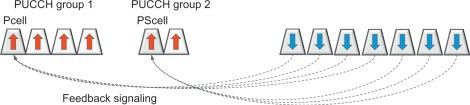 PUCCH group 1
PUCCH group 2
Pcell
PScell
Feedback signaling